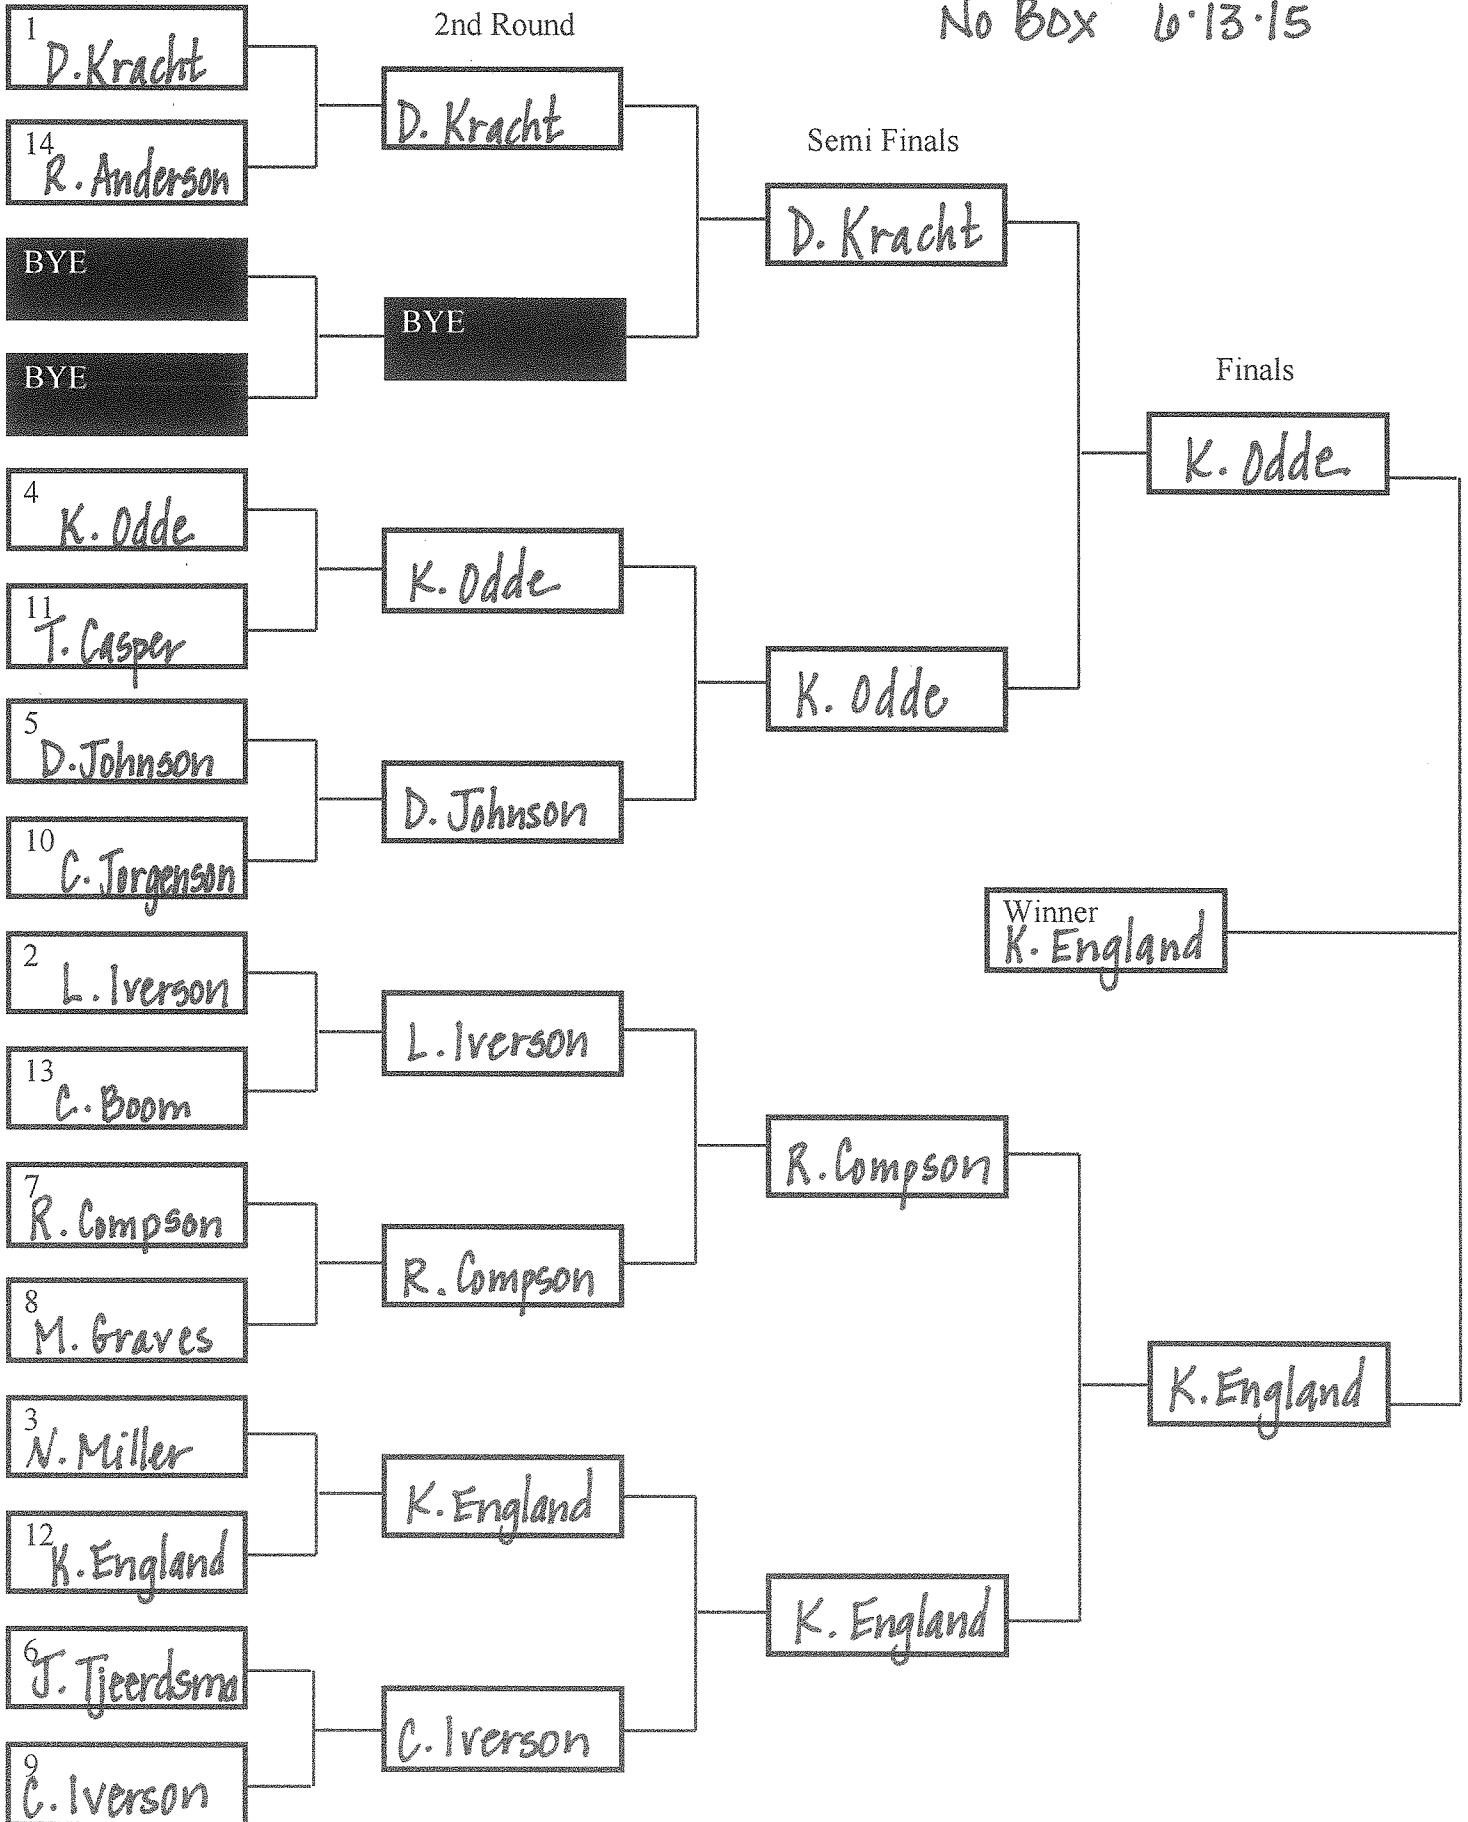 No Box 6·13·15
2nd Round
Semi Finals
Finals
1
D. Kracht
14
R. Anderson
BYE
BYE
4
K. Odde
11
T. Casper
5
D. Johnson
10
C. Jorgenson
2
L. Iverson
13
C. Boom
7
R. Compson
8
M. Graves
3
N. Miller
12
K. England
6
J. Tjeerdsma
9
C. Iverson
D. Kracht
BYE
K. Odde
D. Johnson
L. Iverson
R. Compson
K. England
C. Iverson
D. Kracht
K. Odde
R. Compson
K. England
K. Odde
K. England
Winner
K. England